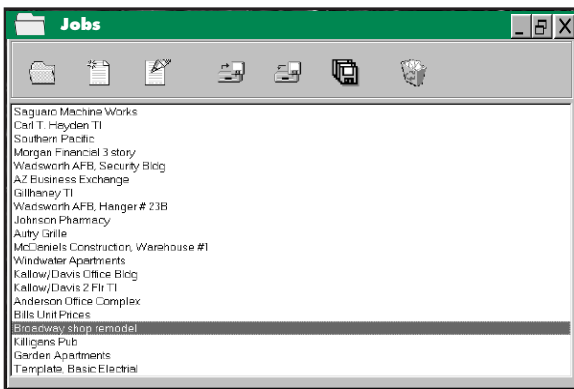 Jobs
Saguaro Machine Works
Carl T. Hayden TI
Southern Pacific
Morgan Financial 3 story
Wadsworth AFB, Security Bldg
AZ Business Exchange
Gillhaney TI
Wadsworth AFB, Hanger # 23B
Johnson Pharmacy
Autry Grille
McDaniels Construction, Warehouse #1
Windwater Apartments
Kallow/Davis Office Bldg
Kallow/Davis 2 Flr TI
Anderson Office Complex
Bills Unit Prices
Broadway shop remodel
Killigans Pub
Garden Apartments
Template, Basic Electrial